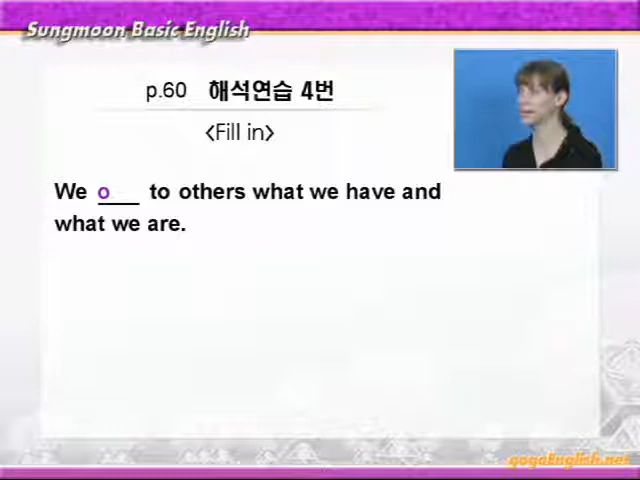 Sungmoon Basic English
p.60 해석연습 4번
<Fill in>
We o___ to others what we have and
what we are.
gogoEnglish.net